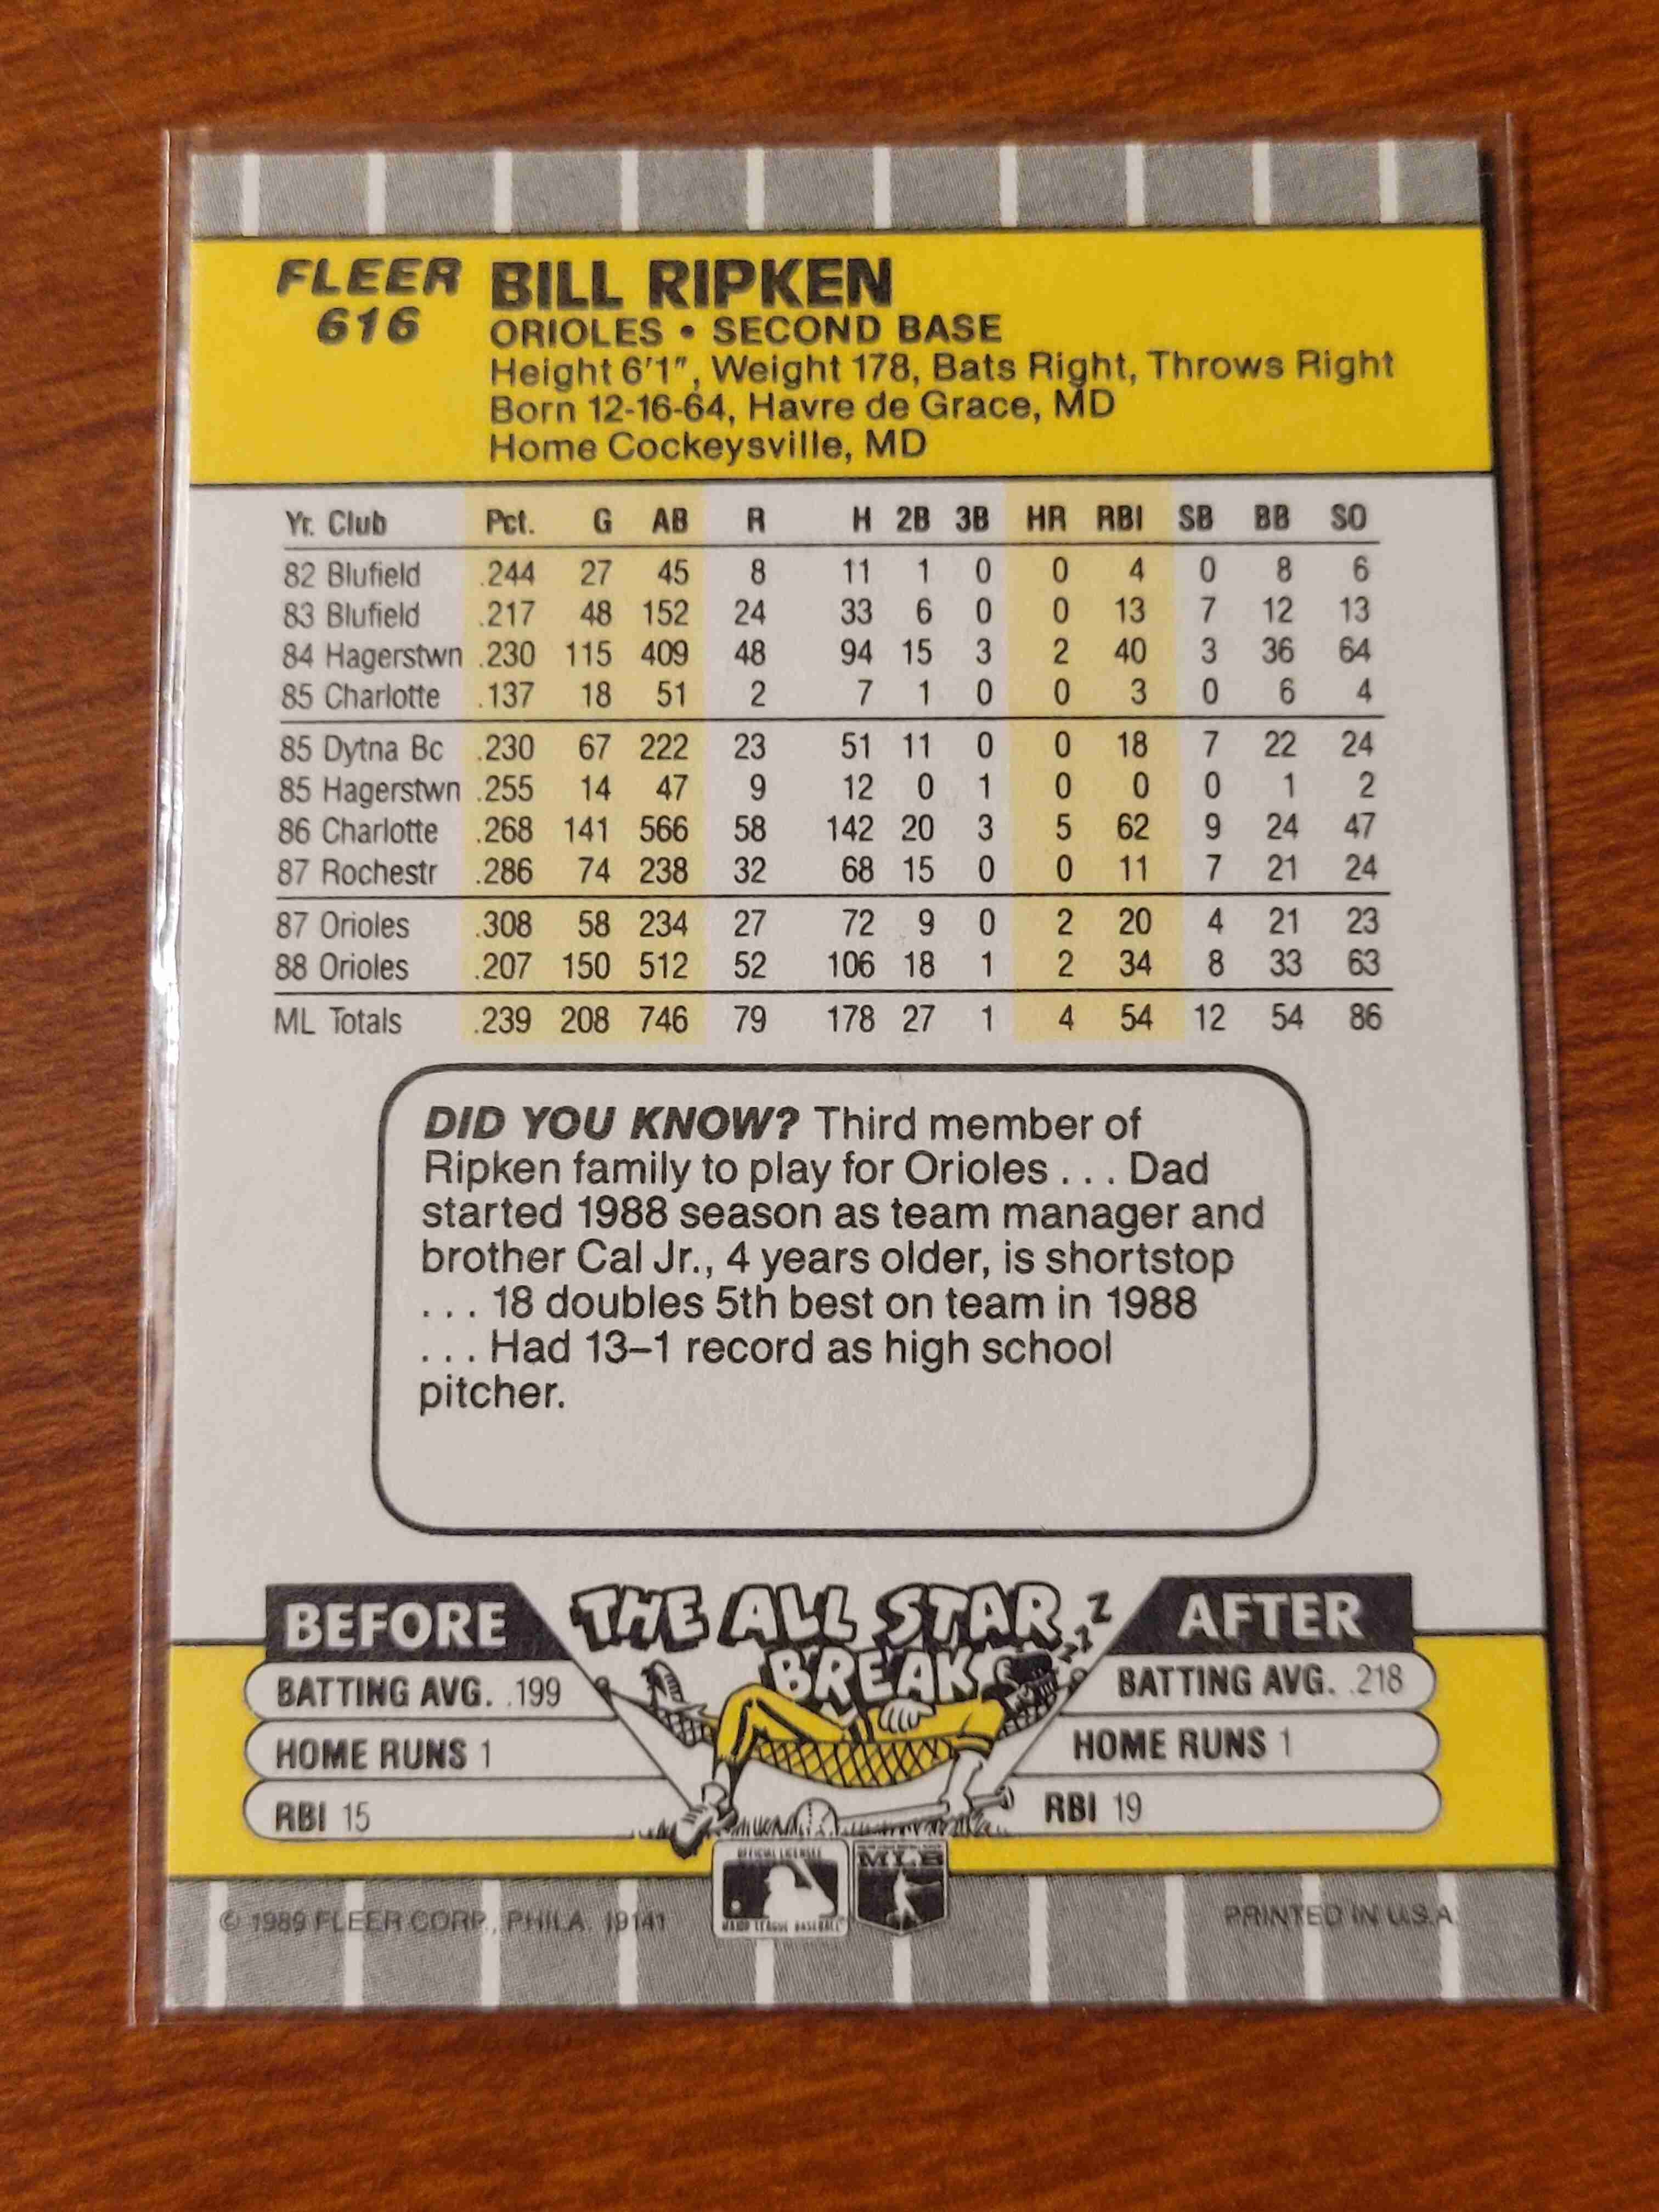 FLEER
616
BILL RIPKEN
ORIOLES • SECOND BASE
Height 6'1", Weight 178, Bats Right, Throws Right
Born 12-16-64, Havre de Grace, MD
Home Cockeysville, MD
Yr. Club Pct. G AB R H 2B 3B HR RBI SB BB SO
82 Blufield .244 27 45 8 11 1 0 0 4 0 8 6
83 Blufield .217 48 152 24 33 6 0 0 13 7 12 13
84 Hagerstwn .230 115 409 48 94 15 3 2 40 3 36 64
85 Charlotte .137 18 51 2 7 1 0 0 3 0 6 4
85 Dytna Bc .230 67 222 23 51 11 0 0 18 7 22 24
85 Hagerstwn .255 14 47 9 12 0 1 0 0 0 1 2
86 Charlotte .268 141 566 58 142 20 3 5 62 9 24 47
87 Rochestr .286 74 238 32 68 15 0 0 11 7 21 24
87 Orioles .308 58 234 27 72 9 0 2 20 4 21 23
88 Orioles .207 150 512 52 106 18 1 2 34 8 33 63
ML Totals .239 208 746 79 178 27 1 4 54 12 54 86
DID YOU KNOW? Third member of
Ripken family to play for Orioles . . . Dad
started 1988 season as team manager and
brother Cal Jr., 4 years older, is shortstop
. . . 18 doubles 5th best on team in 1988
. . . Had 13–1 record as high school
pitcher.
BEFORE
THE ALL STAR
BREAK
Z Z Z Z
AFTER
BATTING AVG. .199
HOME RUNS 1
RBI 15
BATTING AVG. .218
HOME RUNS 1
RBI 19
OFFICIAL LICENSEE
MAJOR LEAGUE BASEBALL
MLB
© 1989 FLEER CORP., PHILA. 19141
PRINTED IN U.S.A.